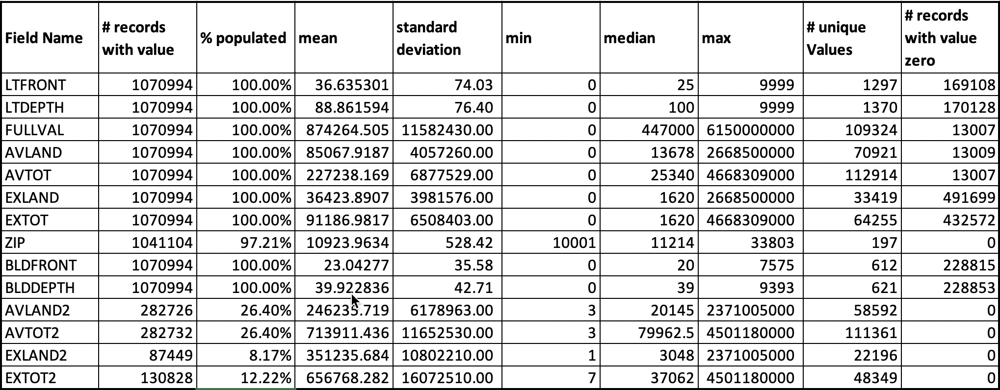 Field Name | # records with value | % populated | mean | standard deviation | min | median | max | # unique Values | # records with value zero
LTFRONT | 1070994 | 100.00% | 36.635301 | 74.03 | 0 | 25 | 9999 | 1297 | 169108
LTDEPTH | 1070994 | 100.00% | 88.861594 | 76.40 | 0 | 100 | 9999 | 1370 | 170128
FULLVAL | 1070994 | 100.00% | 874264.505 | 11582430.00 | 0 | 447000 | 6150000000 | 109324 | 13007
AVLAND | 1070994 | 100.00% | 85067.9187 | 4057260.00 | 0 | 13678 | 2668500000 | 70921 | 13009
AVTOT | 1070994 | 100.00% | 227238.169 | 6877529.00 | 0 | 25340 | 4668309000 | 112914 | 13007
EXLAND | 1070994 | 100.00% | 36423.8907 | 3981576.00 | 0 | 1620 | 2668500000 | 33419 | 491699
EXTOT | 1070994 | 100.00% | 91186.9817 | 6508403.00 | 0 | 1620 | 4668309000 | 64255 | 432572
ZIP | 1041104 | 97.21% | 10923.9634 | 528.42 | 10001 | 11214 | 33803 | 197 | 0
BLDFRONT | 1070994 | 100.00% | 23.04277 | 35.58 | 0 | 20 | 7575 | 612 | 228815
BLDDEPTH | 1070994 | 100.00% | 39.922836 | 42.71 | 0 | 39 | 9393 | 621 | 228853
AVLAND2 | 282726 | 26.40% | 246235.719 | 6178963.00 | 3 | 20145 | 2371005000 | 58592 | 0
AVTOT2 | 282732 | 26.40% | 713911.436 | 11652530.00 | 3 | 79962.5 | 4501180000 | 111361 | 0
EXLAND2 | 87449 | 8.17% | 351235.684 | 10802210.00 | 1 | 3048 | 2371005000 | 22196 | 0
EXTOT2 | 130828 | 12.22% | 656768.282 | 16072510.00 | 7 | 37062 | 4501180000 | 48349 | 0